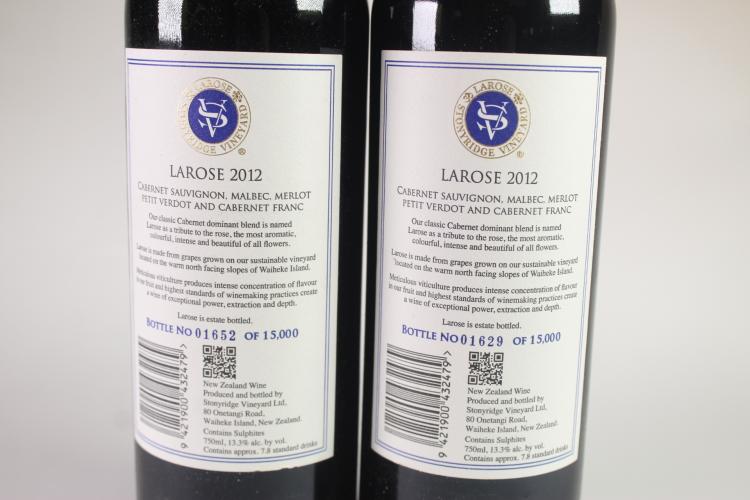 LAROSE
STONYRIDGE VINEYARD
SV
®
LAROSE 2012
CABERNET SAUVIGNON, MALBEC, MERLOT
PETIT VERDOT AND CABERNET FRANC
Our classic Cabernet dominant blend is named
Larose as a tribute to the rose, the most aromatic,
colourful, intense and beautiful of all flowers.
Larose is made from grapes grown on our sustainable vineyard
located on the warm north facing slopes of Waiheke Island.
Meticulous viticulture produces intense concentration of flavour
in our fruit and highest standards of winemaking practices create
a wine of exceptional power, extraction and depth.
Larose is estate bottled.
BOTTLE NO 01652 OF 15,000
9 421900 432479 >
New Zealand Wine
Produced and bottled by
Stonyridge Vineyard Ltd,
80 Onetangi Road,
Waiheke Island, New Zealand.
Contains Sulphites
750ml, 13.3% alc. by vol.
Contains approx. 7.8 standard drinks
LAROSE
STONYRIDGE VINEYARD
SV
®
LAROSE 2012
CABERNET SAUVIGNON, MALBEC, MERLOT
PETIT VERDOT AND CABERNET FRANC
Our classic Cabernet dominant blend is named
Larose as a tribute to the rose, the most aromatic,
colourful, intense and beautiful of all flowers.
Larose is made from grapes grown on our sustainable vineyard
located on the warm north facing slopes of Waiheke Island.
Meticulous viticulture produces intense concentration of flavour
in our fruit and highest standards of winemaking practices create
a wine of exceptional power, extraction and depth.
Larose is estate bottled.
BOTTLE NO 01629 OF 15,000
9 421900 432479 >
New Zealand Wine
Produced and bottled by
Stonyridge Vineyard Ltd,
80 Onetangi Road,
Waiheke Island, New Zealand.
Contains Sulphites
750ml, 13.3% alc. by vol.
Contains approx. 7.8 standard drinks